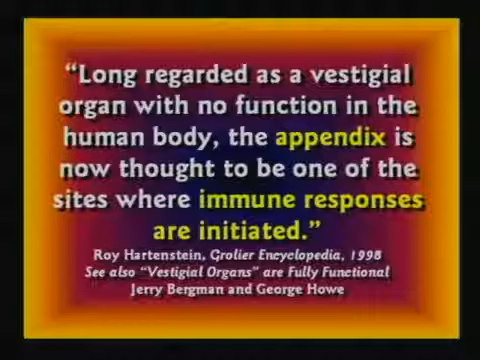 “Long regarded as a vestigial
organ with no function in the
human body, the appendix is
now thought to be one of the
sites where immune responses
are initiated.”
Roy Hartenstein, Grolier Encyclopedia, 1998
See also “Vestigial Organs” are Fully Functional
Jerry Bergman and George Howe